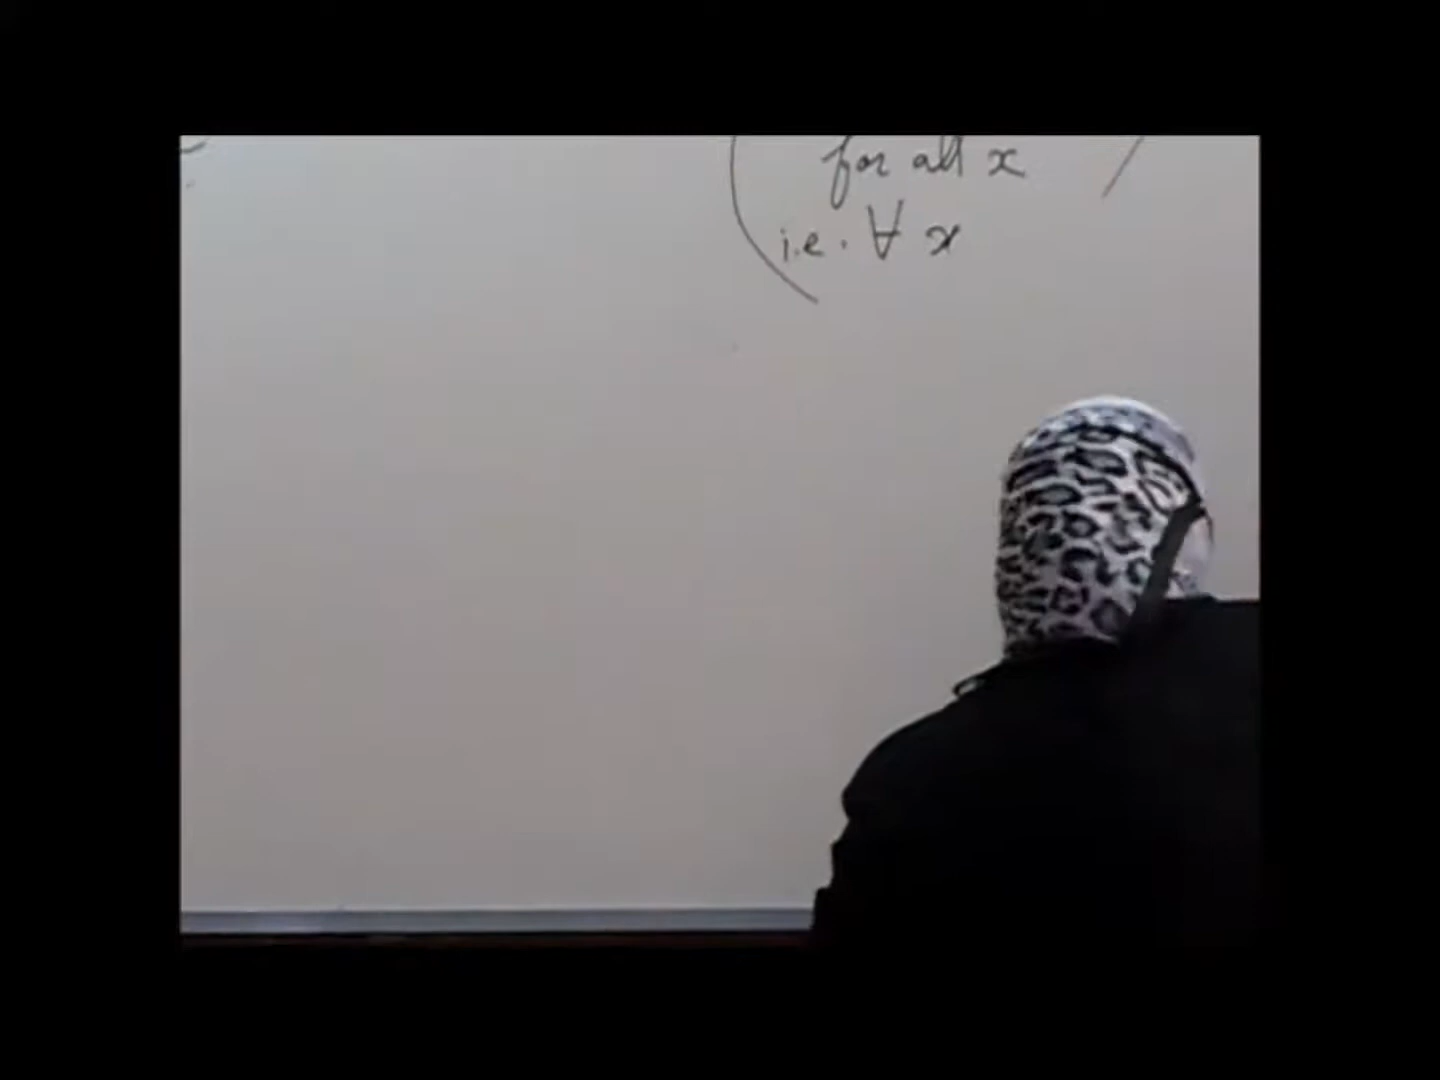 for all x
i.e. ∀ x